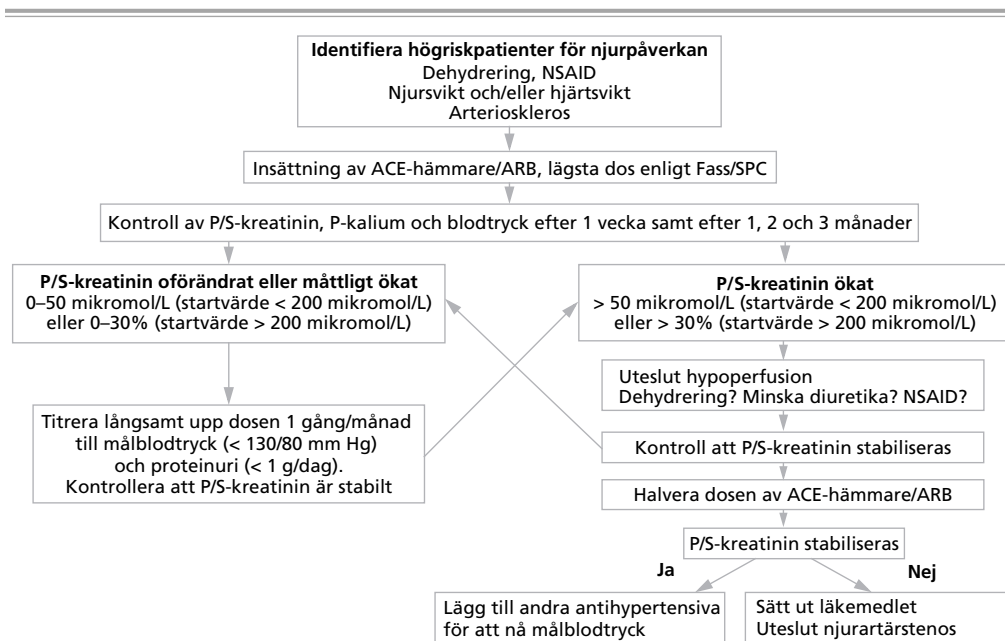 Identifiera högriskpatienter för njurpåverkan
Dehydrering, NSAID
Njursvikt och/eller hjärtsvikt
Arterioskleros
Insättning av ACE-hämmare/ARB, lägsta dos enligt Fass/SPC
Kontroll av P/S-kreatinin, P-kalium och blodtryck efter 1 vecka samt efter 1, 2 och 3 månader
P/S-kreatinin oförändrat eller måttligt ökat
0–50 mikromol/L (startvärde < 200 mikromol/L)
eller 0–30% (startvärde > 200 mikromol/L)
P/S-kreatinin ökat
> 50 mikromol/L (startvärde < 200 mikromol/L)
eller > 30% (startvärde > 200 mikromol/L)
Uteslut hypoperfusion
Dehydrering? Minska diuretika? NSAID?
Titrera långsamt upp dosen 1 gång/månad
till målblodtryck (< 130/80 mm Hg)
och proteinuri (< 1 g/dag).
Kontrollera att P/S-kreatinin är stabilt
Kontroll att P/S-kreatinin stabiliseras
Halvera dosen av ACE-hämmare/ARB
P/S-kreatinin stabiliseras
Ja
Nej
Lägg till andra antihypertensiva
för att nå målblodtryck
Sätt ut läkemedlet
Uteslut njurartärstenos